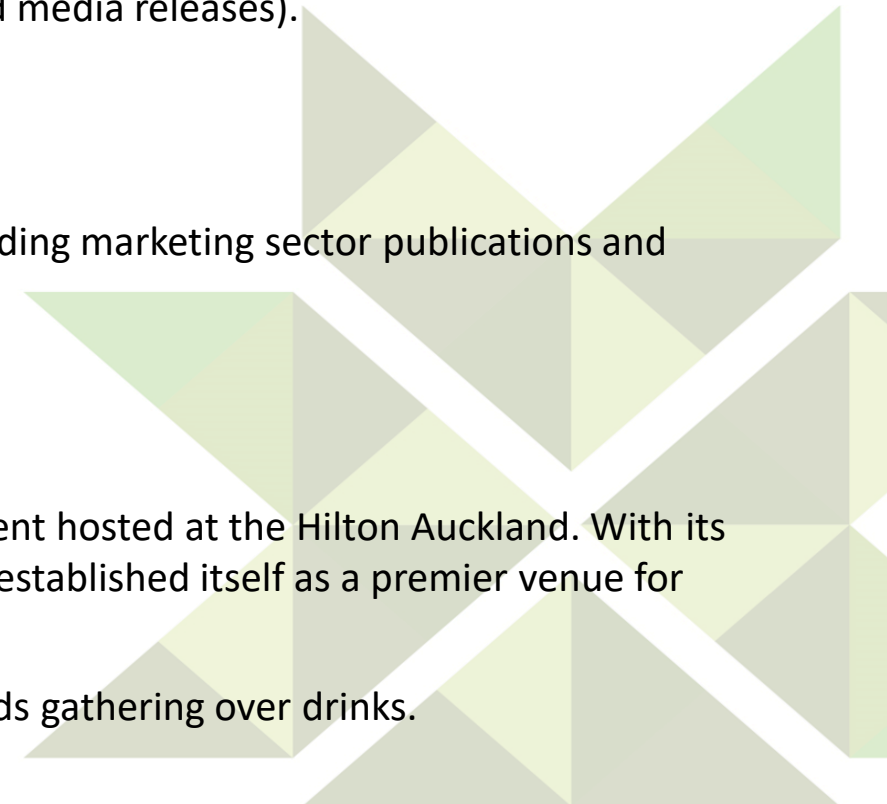 media releases).
ding marketing sector publications and
ent hosted at the Hilton Auckland. With its
established itself as a premier venue for
ds gathering over drinks.